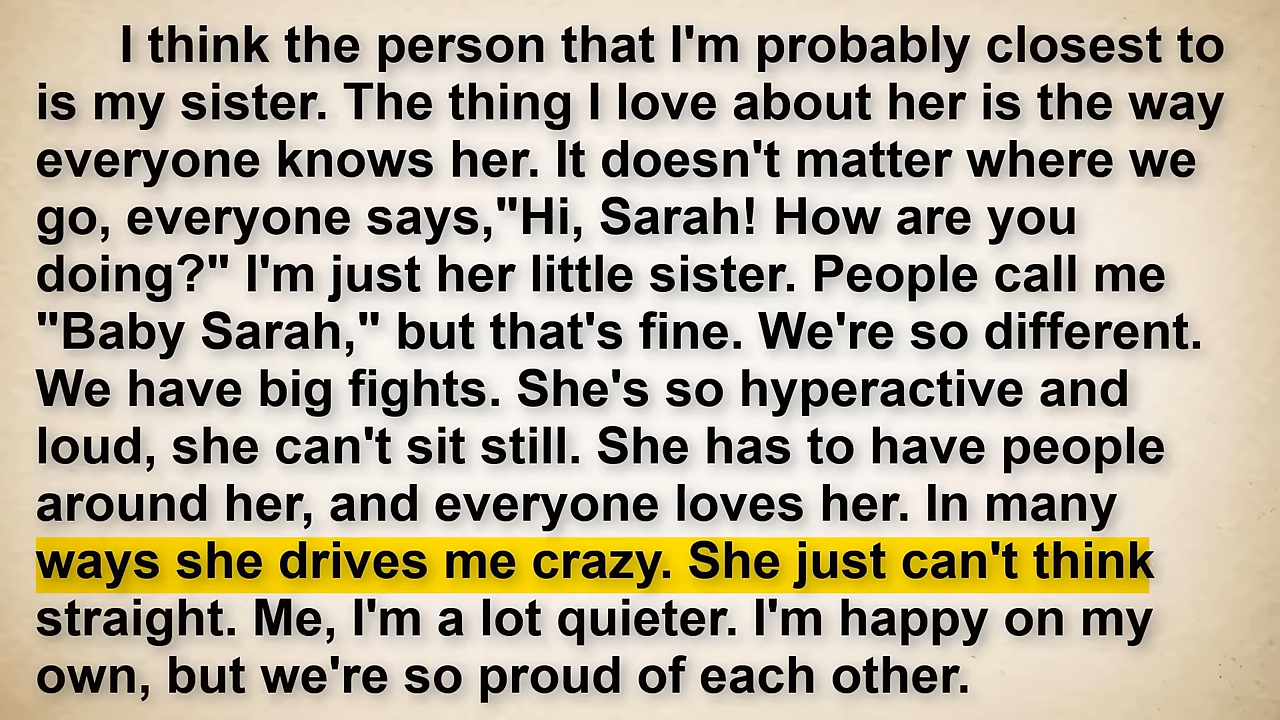 I think the person that I'm probably closest to
is my sister. The thing I love about her is the way
everyone knows her. It doesn't matter where we
go, everyone says,"Hi, Sarah! How are you
doing?" I'm just her little sister. People call me
"Baby Sarah," but that's fine. We're so different.
We have big fights. She's so hyperactive and
loud, she can't sit still. She has to have people
around her, and everyone loves her. In many
ways she drives me crazy. She just can't think
straight. Me, I'm a lot quieter. I'm happy on my
own, but we're so proud of each other.